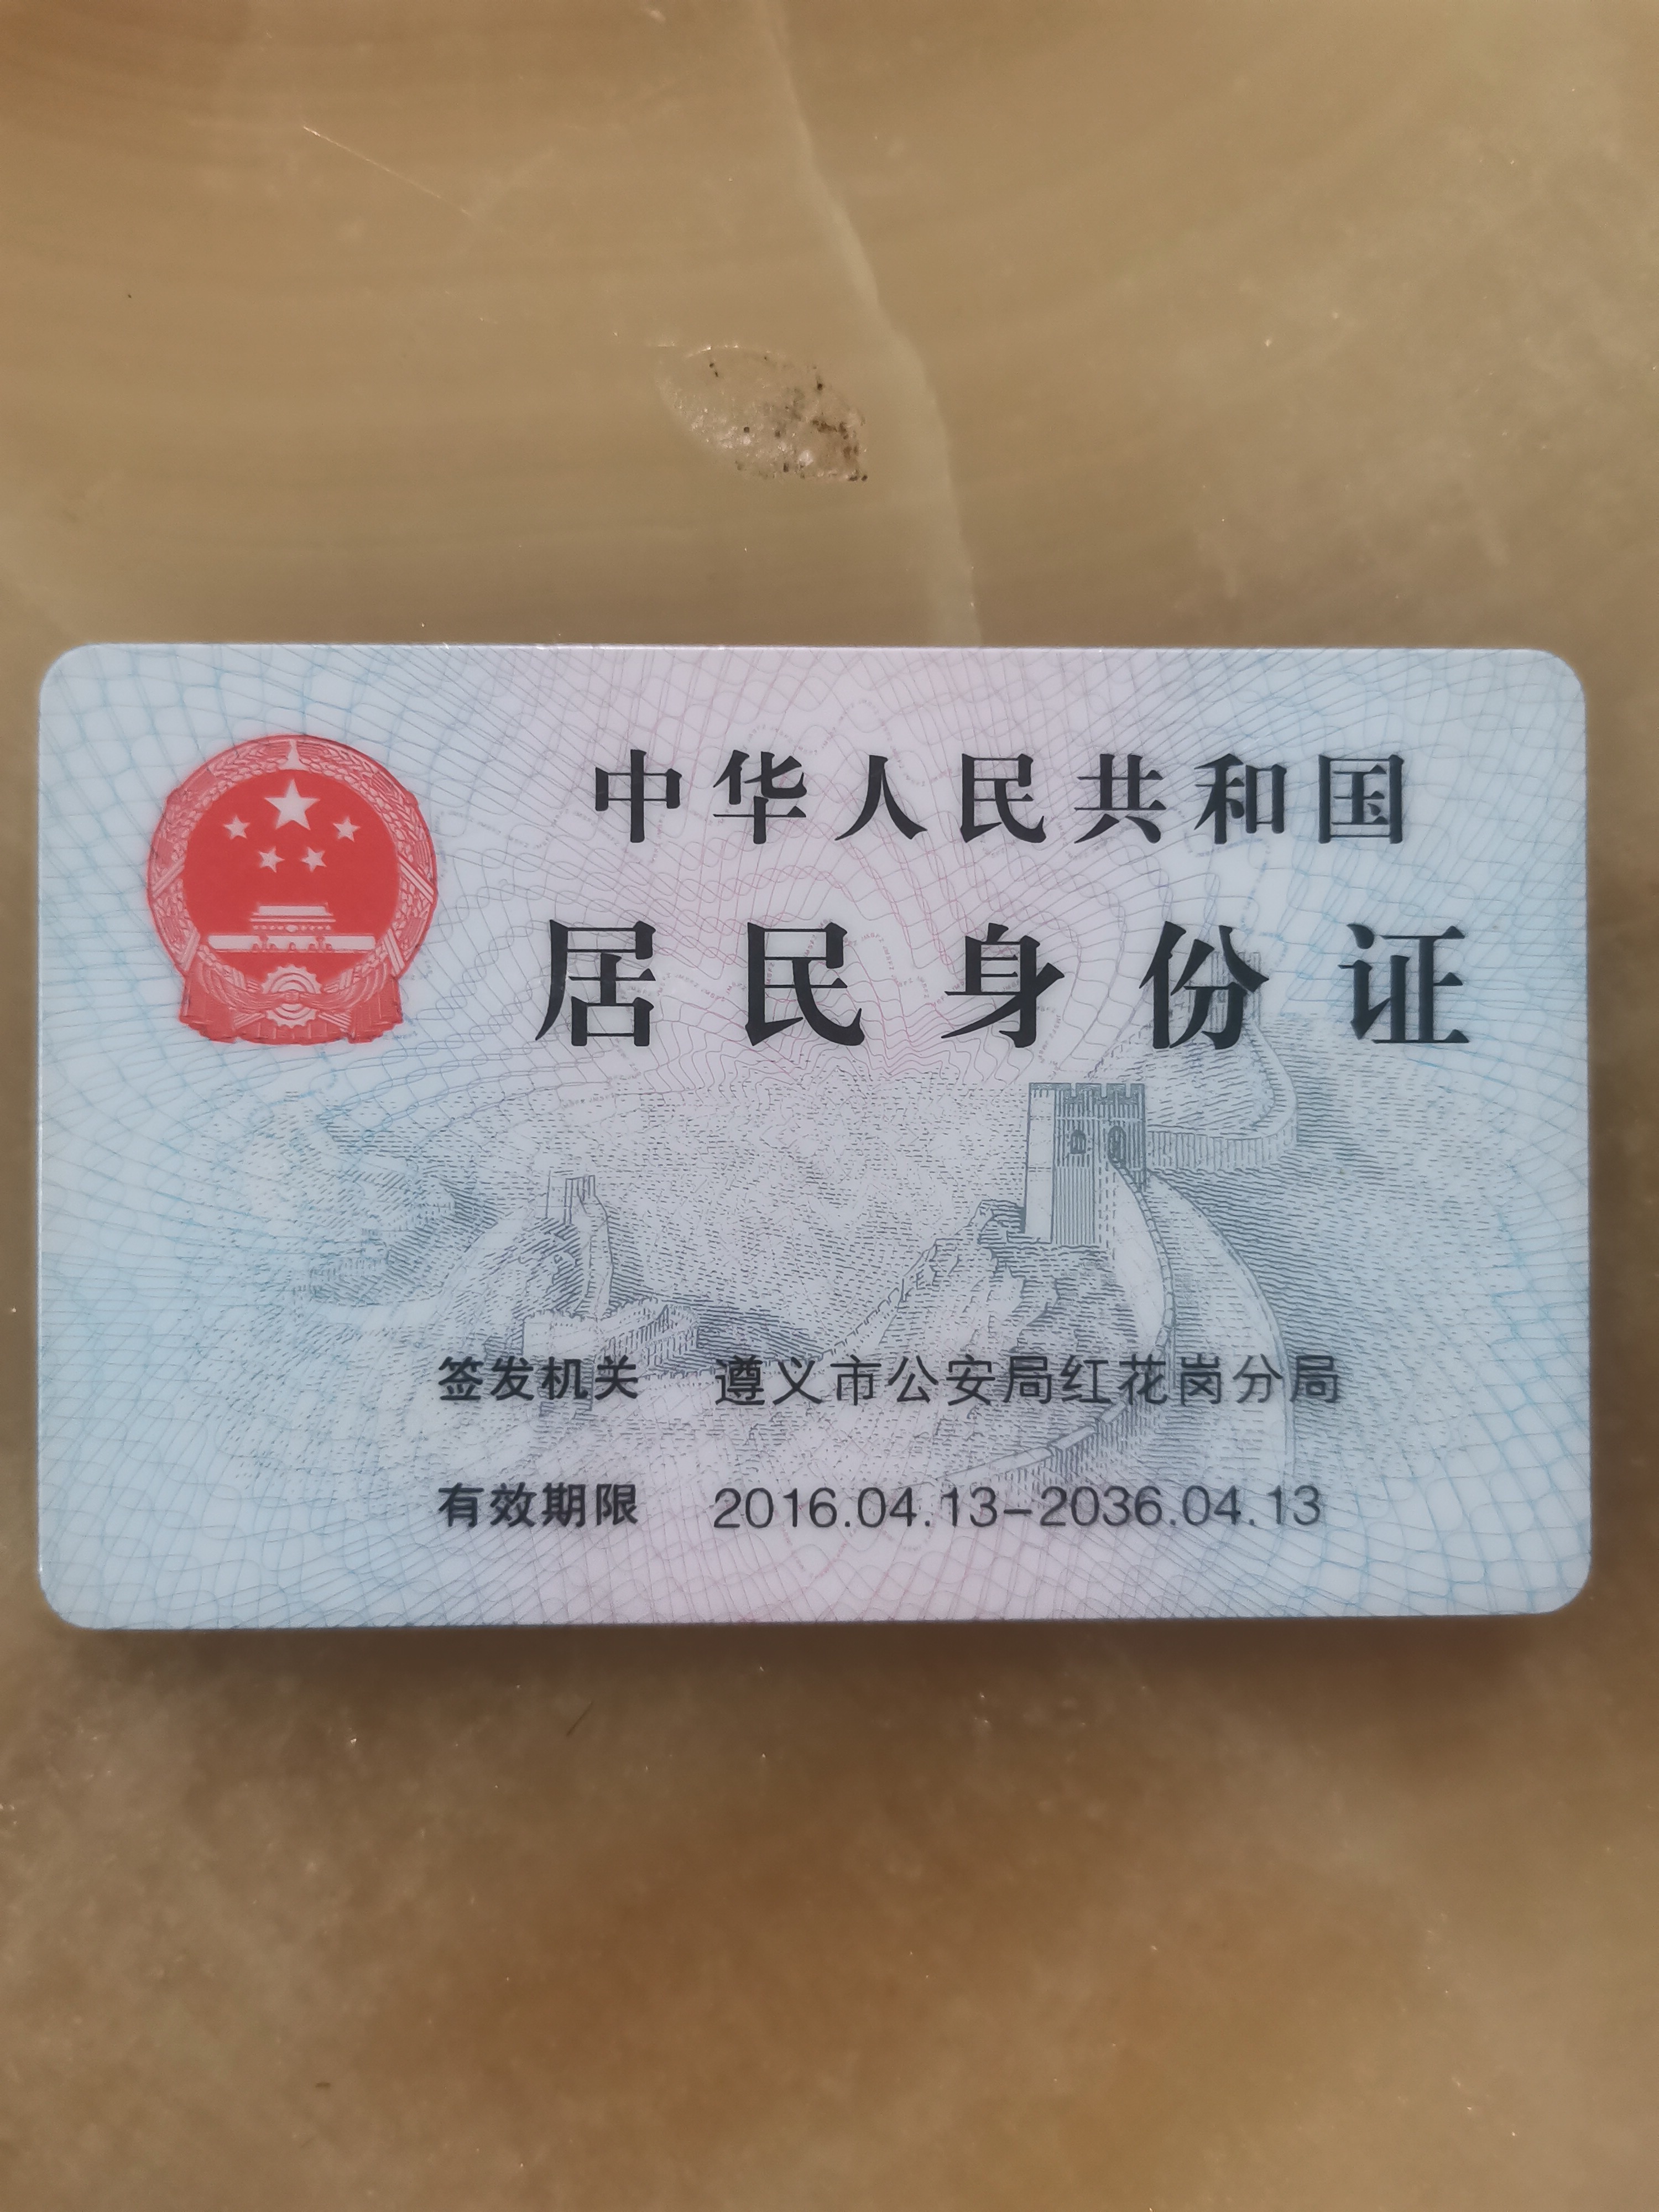 中华人民共和国
居民身份证
签发机关 遵义市公安局红花岗分局
有效期限 2016.04.13-2036.04.13